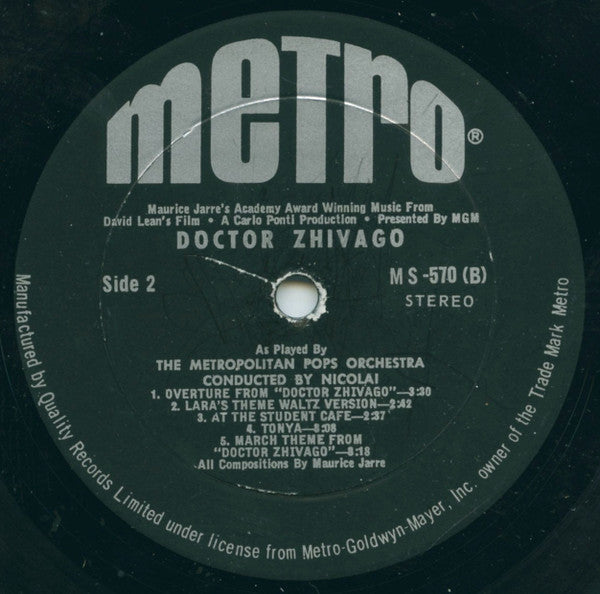 metro®
Maurice Jarre's Academy Award Winning Music From
David Lean's Film • A Carlo Ponti Production • Presented By MGM
DOCTOR ZHIVAGO
Side 2
MS-570 (B)
STEREO
As Played By
THE METROPOLITAN POPS ORCHESTRA
CONDUCTED BY NICOLAI
1. OVERTURE FROM "DOCTOR ZHIVAGO"—3:30
2. LARA'S THEME WALTZ VERSION—2:42
3. AT THE STUDENT CAFE—2:37
4. TONYA—3:08
5. MARCH THEME FROM
"DOCTOR ZHIVAGO"—3:18
All Compositions By Maurice Jarre
Manufactured by Quality Records Limited under license from Metro-Goldwyn-Mayer, Inc. owner of the Trade Mark Metro